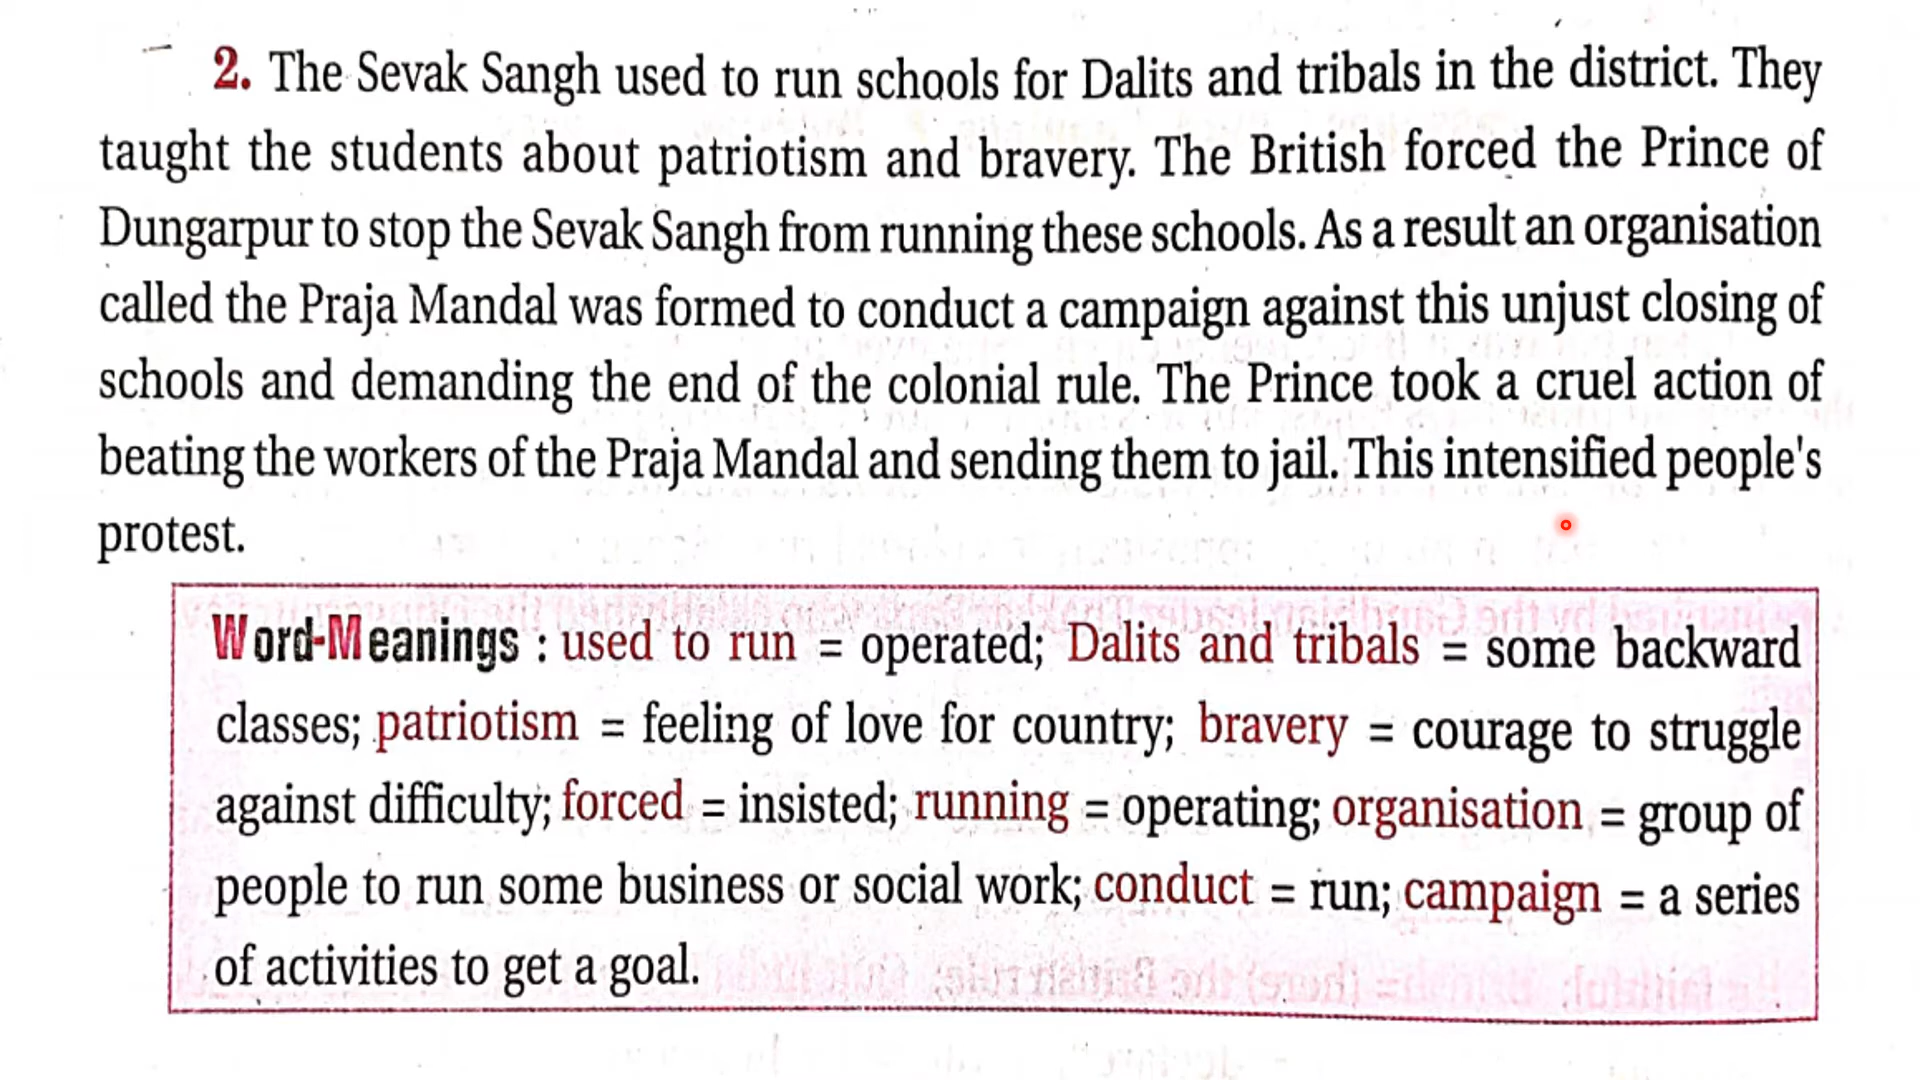 2. The Sevak Sangh used to run schools for Dalits and tribals in the district. They
taught the students about patriotism and bravery. The British forced the Prince of
Dungarpur to stop the Sevak Sangh from running these schools. As a result an organisation
called the Praja Mandal was formed to conduct a campaign against this unjust closing of
schools and demanding the end of the colonial rule. The Prince took a cruel action of
beating the workers of the Praja Mandal and sending them to jail. This intensified people's
protest.
Word-Meanings : used to run = operated; Dalits and tribals = some backward
classes; patriotism = feeling of love for country; bravery = courage to struggle
against difficulty; forced = insisted; running = operating; organisation = group of
people to run some business or social work; conduct = run; campaign = a series
of activities to get a goal.